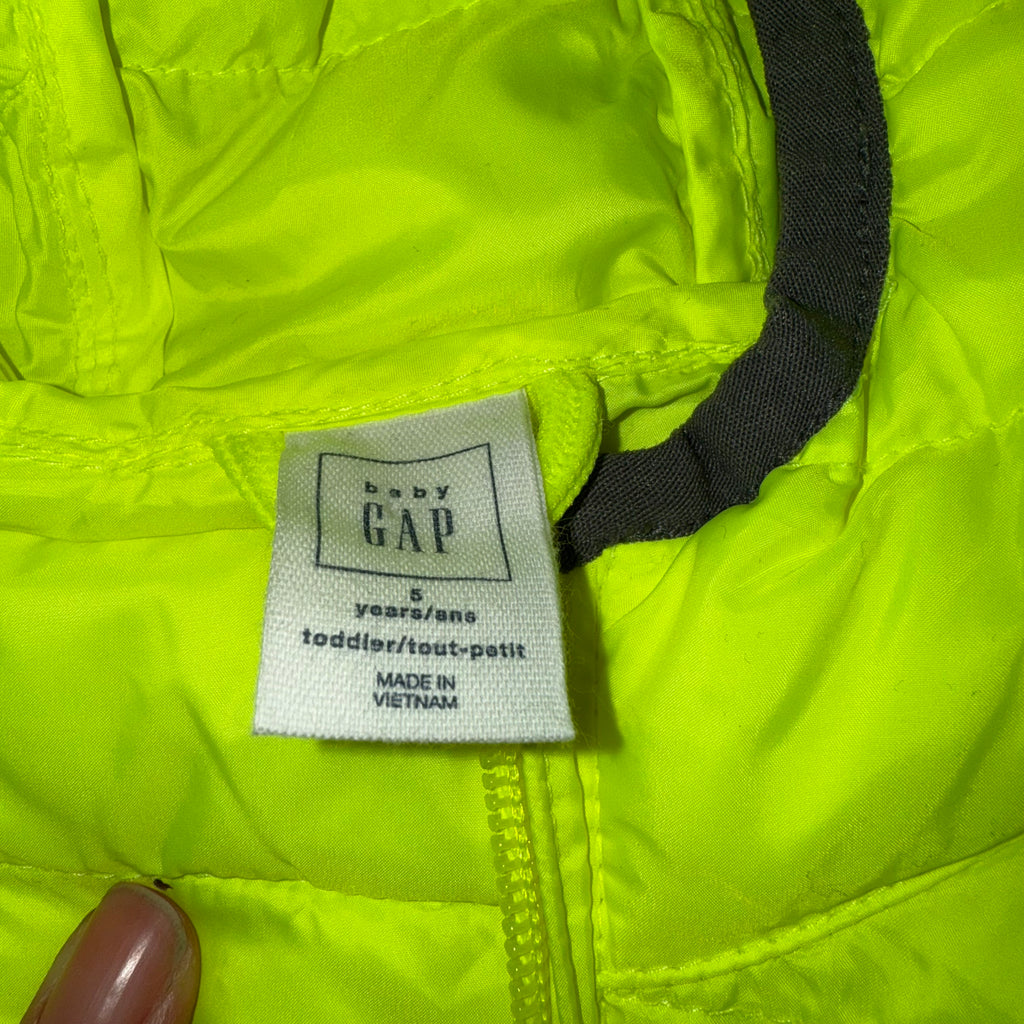 baby
GAP
5
years/ans
toddler/tout-petit
MADE IN
VIETNAM